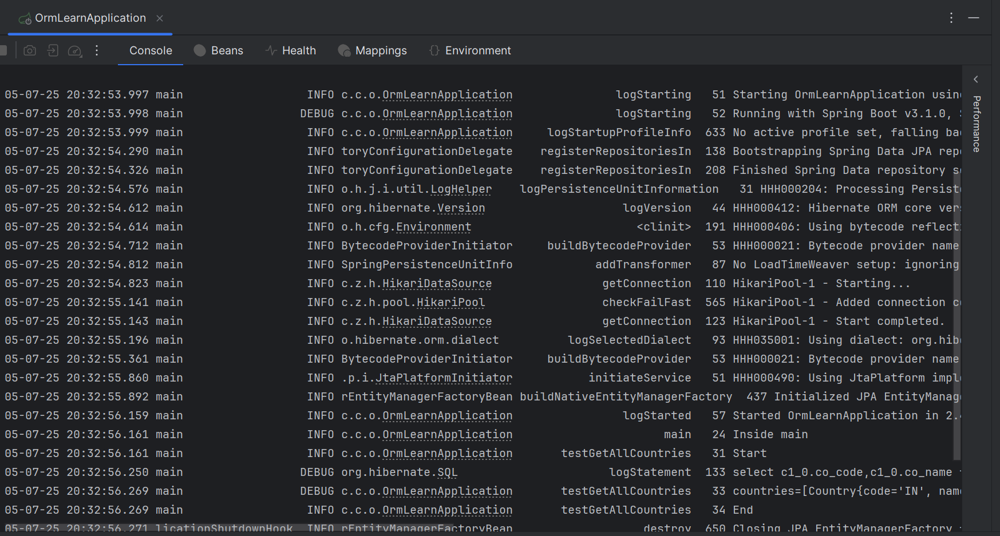 OrmLearnApplication
Console Beans Health Mappings Environment
05-07-25 20:32:53.997 main INFO c.c.o.OrmLearnApplication logStarting 51 Starting OrmLearnApplication using
05-07-25 20:32:53.998 main DEBUG c.c.o.OrmLearnApplication logStarting 52 Running with Spring Boot v3.1.0,
05-07-25 20:32:53.999 main INFO c.c.o.OrmLearnApplication logStartupProfileInfo 633 No active profile set, falling bac
05-07-25 20:32:54.290 main INFO toryConfigurationDelegate registerRepositoriesIn 138 Bootstrapping Spring Data JPA repo
05-07-25 20:32:54.326 main INFO toryConfigurationDelegate registerRepositoriesIn 208 Finished Spring Data repository s
05-07-25 20:32:54.576 main INFO o.h.j.i.util.LogHelper logPersistenceUnitInformation 31 HHH000204: Processing Persist
05-07-25 20:32:54.612 main INFO org.hibernate.Version logVersion 44 HHH000412: Hibernate ORM core ver
05-07-25 20:32:54.614 main INFO o.h.cfg.Environment <clinit> 191 HHH000406: Using bytecode reflect
05-07-25 20:32:54.712 main INFO BytecodeProviderInitiator buildBytecodeProvider 53 HHH000021: Bytecode provider name
05-07-25 20:32:54.812 main INFO SpringPersistenceUnitInfo addTransformer 87 No LoadTimeWeaver setup: ignoring
05-07-25 20:32:54.823 main INFO c.z.h.HikariDataSource getConnection 110 HikariPool-1 - Starting...
05-07-25 20:32:55.141 main INFO c.z.h.pool.HikariPool checkFailFast 565 HikariPool-1 - Added connection c
05-07-25 20:32:55.143 main INFO c.z.h.HikariDataSource getConnection 123 HikariPool-1 - Start completed.
05-07-25 20:32:55.196 main INFO o.hibernate.orm.dialect logSelectedDialect 93 HHH035001: Using dialect: org.hib
05-07-25 20:32:55.361 main INFO BytecodeProviderInitiator buildBytecodeProvider 53 HHH000021: Bytecode provider name
05-07-25 20:32:55.860 main INFO .p.i.JtaPlatformInitiator initiateService 51 HHH000490: Using JtaPlatform impl
05-07-25 20:32:55.892 main INFO rEntityManagerFactoryBean buildNativeEntityManagerFactory 437 Initialized JPA EntityManag
05-07-25 20:32:56.159 main INFO c.c.o.OrmLearnApplication logStarted 57 Started OrmLearnApplication in 2.
05-07-25 20:32:56.161 main INFO c.c.o.OrmLearnApplication main 24 Inside main
05-07-25 20:32:56.161 main INFO c.c.o.OrmLearnApplication testGetAllCountries 31 Start
05-07-25 20:32:56.250 main DEBUG org.hibernate.SQL logStatement 133 select c1_0.co_code,c1_0.co_name
05-07-25 20:32:56.269 main DEBUG c.c.o.OrmLearnApplication testGetAllCountries 33 countries=[Country{code='IN', nam
05-07-25 20:32:56.269 main INFO c.c.o.OrmLearnApplication testGetAllCountries 34 End
05-07-25 20:32:56.271 licationShutdownHook INFO rEntityManagerFactoryBean destroy 650 Closing JPA EntityManagerFactory
Performance